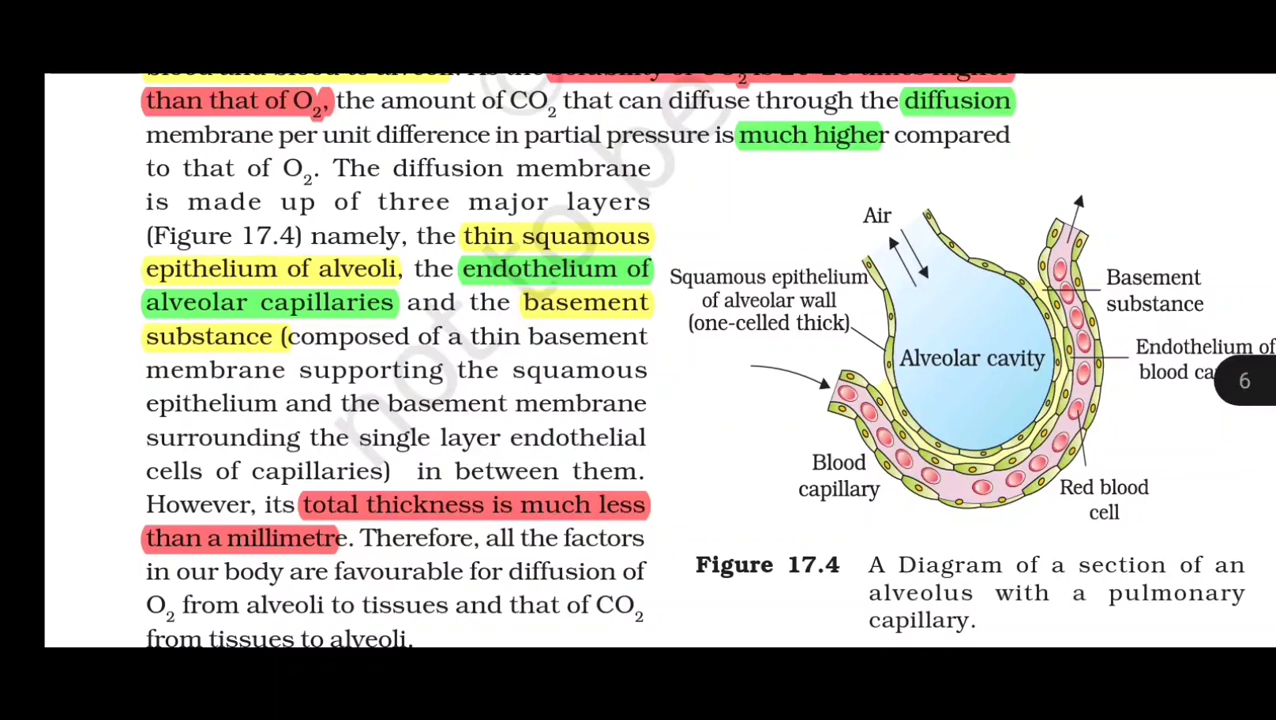 than that of O2, the amount of CO2 that can diffuse through the diffusion
membrane per unit difference in partial pressure is much higher compared
to that of O2. The diffusion membrane
is made up of three major layers
(Figure 17.4) namely, the thin squamous
epithelium of alveoli, the endothelium of
alveolar capillaries and the basement
substance (composed of a thin basement
membrane supporting the squamous
epithelium and the basement membrane
surrounding the single layer endothelial
cells of capillaries) in between them.
However, its total thickness is much less
than a millimetre. Therefore, all the factors
in our body are favourable for diffusion of
O2 from alveoli to tissues and that of CO2
from tissues to alveoli.
Air
Squamous epithelium
of alveolar wall
(one-celled thick)
Alveolar cavity
Basement
substance
Endothelium of
blood
6
Blood
capillary
Red blood
cell
Figure 17.4 A Diagram of a section of an
alveolus with a pulmonary
capillary.
not to be